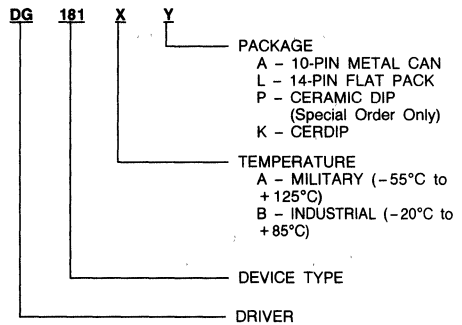 DG 181 X Y
PACKAGE
A – 10-PIN METAL CAN
L – 14-PIN FLAT PACK
P – CERAMIC DIP
(Special Order Only)
K – CERDIP
TEMPERATURE
A – MILITARY (–55°C to
+125°C)
B – INDUSTRIAL (–20°C to
+85°C)
DEVICE TYPE
DRIVER